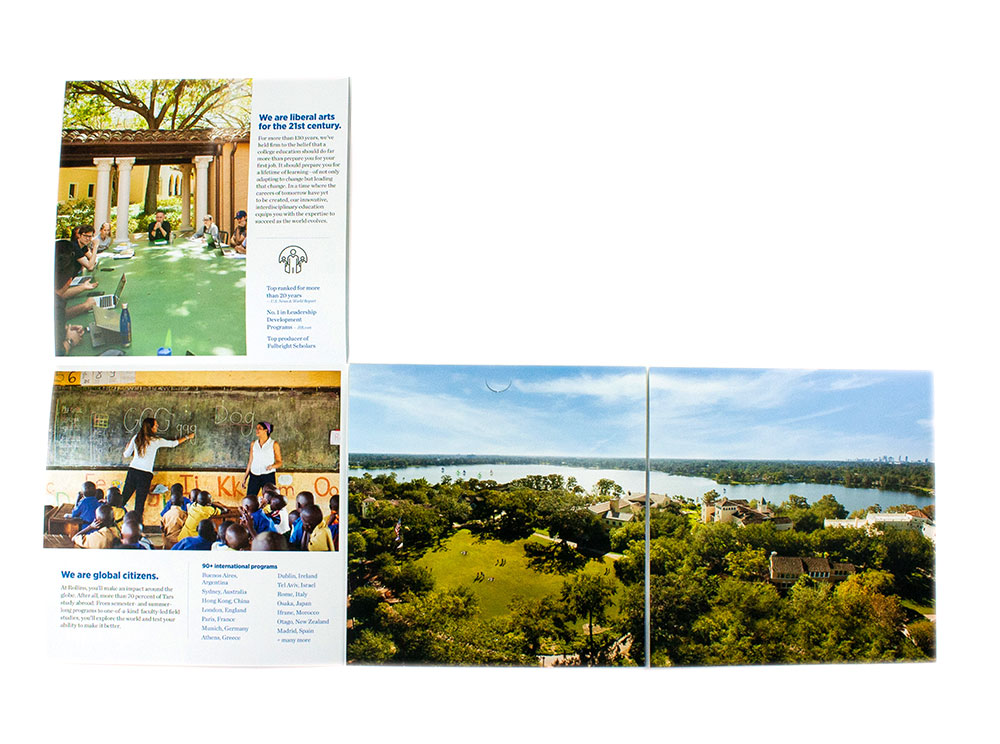 We are liberal arts
for the 21st century.
For more than 130 years, we've
held firm to the belief that a
college education should do far
more than prepare you for your
first job. It should prepare you for
a lifetime of learning—of not only
adapting to change but leading
that change. In a time where the
careers of tomorrow have yet
to be created, our innovative,
interdisciplinary education
equips you with the expertise to
succeed as the world evolves.
Top ranked for more
than 20 years
– U.S. News & World Report
No. 1 in Leadership
Development
Programs – HR.com
Top producer of
Fulbright Scholars
6
GGG ggg Dog
Kk
We are global citizens.
At Rollins, you'll make an impact around the
globe. After all, more than 70 percent of Tars
study abroad. From semester- and summer-
long programs to one-of-a-kind faculty-led field
studies, you'll explore the world and test your
ability to make it better.
90+ international programs
Buenos Aires,
Argentina
Sydney, Australia
Hong Kong, China
London, England
Paris, France
Munich, Germany
Athens, Greece
Dublin, Ireland
Tel Aviv, Israel
Rome, Italy
Osaka, Japan
Ifrane, Morocco
Otago, New Zealand
Madrid, Spain
+ many more